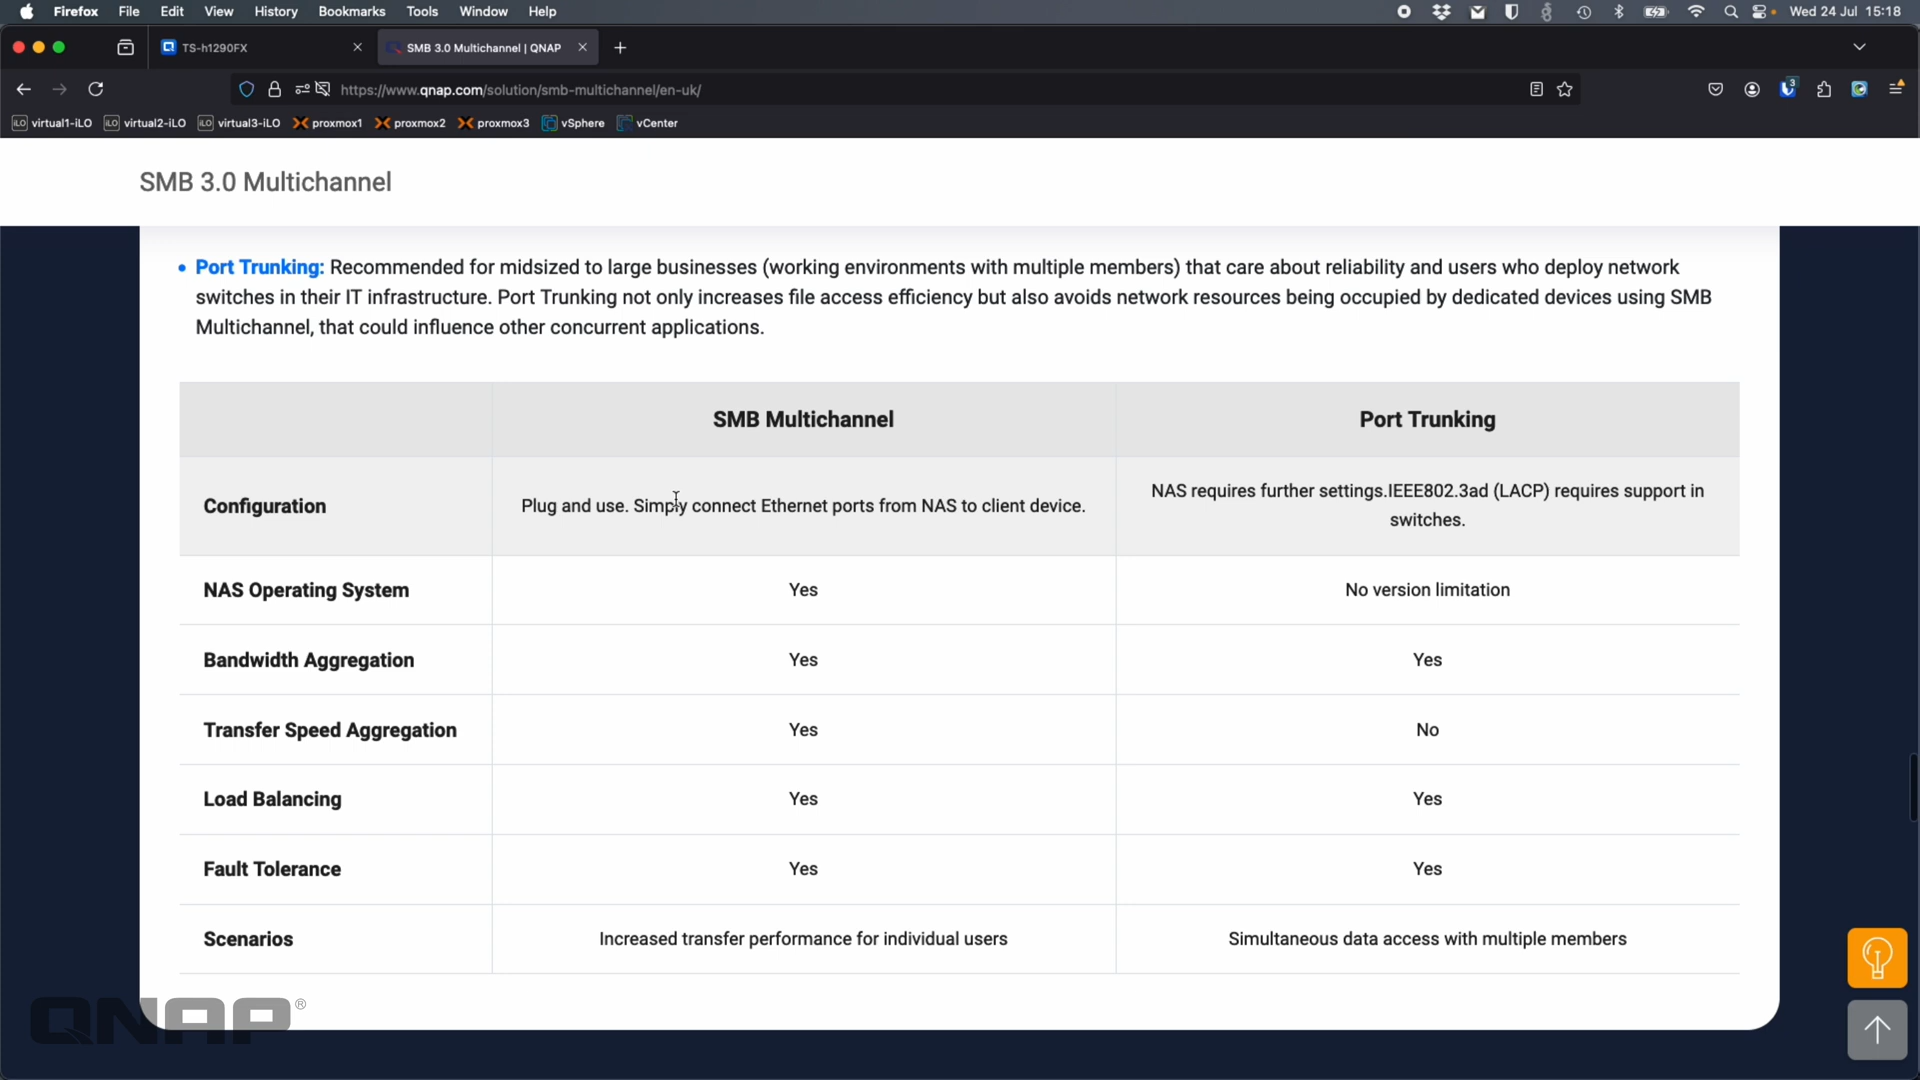 Firefox File Edit View History Bookmarks Tools Window Help Wed 24 Jul 15:18
TS-h1290FX SMB 3.0 Multichannel | QNAP
https://www.qnap.com/solution/smb-multichannel/en-uk/ 3
iLO virtual1-iLO iLO virtual2-iLO iLO virtual3-iLO proxmox1 proxmox2 proxmox3 vSphere vCenter
SMB 3.0 Multichannel
• Port Trunking: Recommended for midsized to large businesses (working environments with multiple members) that care about reliability and users who deploy network
switches in their IT infrastructure. Port Trunking not only increases file access efficiency but also avoids network resources being occupied by dedicated devices using SMB
Multichannel, that could influence other concurrent applications.
SMB Multichannel Port Trunking
Configuration Plug and use. Simply connect Ethernet ports from NAS to client device. NAS requires further settings.IEEE802.3ad (LACP) requires support in
switches.
NAS Operating System Yes No version limitation
Bandwidth Aggregation Yes Yes
Transfer Speed Aggregation Yes No
Load Balancing Yes Yes
Fault Tolerance Yes Yes
Scenarios Increased transfer performance for individual users Simultaneous data access with multiple members
QNAP®